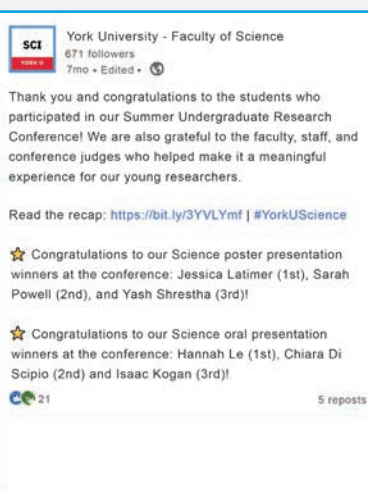 SCI
YORK U
York University - Faculty of Science
671 followers
7mo • Edited •
Thank you and congratulations to the students who
participated in our Summer Undergraduate Research
Conference! We are also grateful to the faculty, staff, and
conference judges who helped make it a meaningful
experience for our young researchers.
Read the recap: https://bit.ly/3YVLYmf | #YorkUScience
⭐ Congratulations to our Science poster presentation
winners at the conference: Jessica Latimer (1st), Sarah
Powell (2nd), and Yash Shrestha (3rd)!
⭐ Congratulations to our Science oral presentation
winners at the conference: Hannah Le (1st), Chiara Di
Scipio (2nd) and Isaac Kogan (3rd)!
21
5 reposts